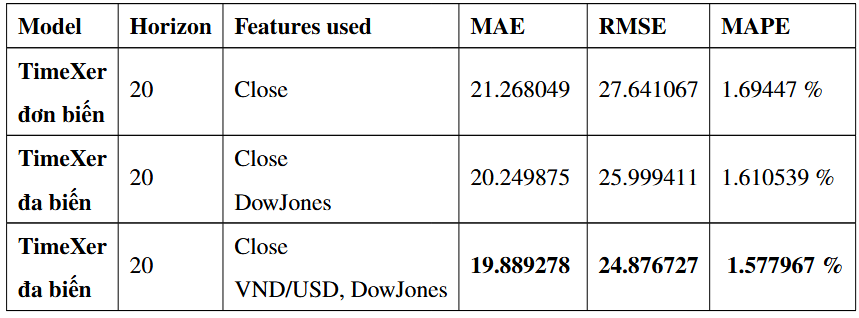 Model Horizon Features used MAE RMSE MAPE
TimeXer
đơn biến
20 Close 21.268049 27.641067 1.69447 %
TimeXer
đa biến
20
Close
DowJones
20.249875 25.999411 1.610539 %
TimeXer
đa biến
20
Close
VND/USD, DowJones
19.889278 24.876727 1.577967 %